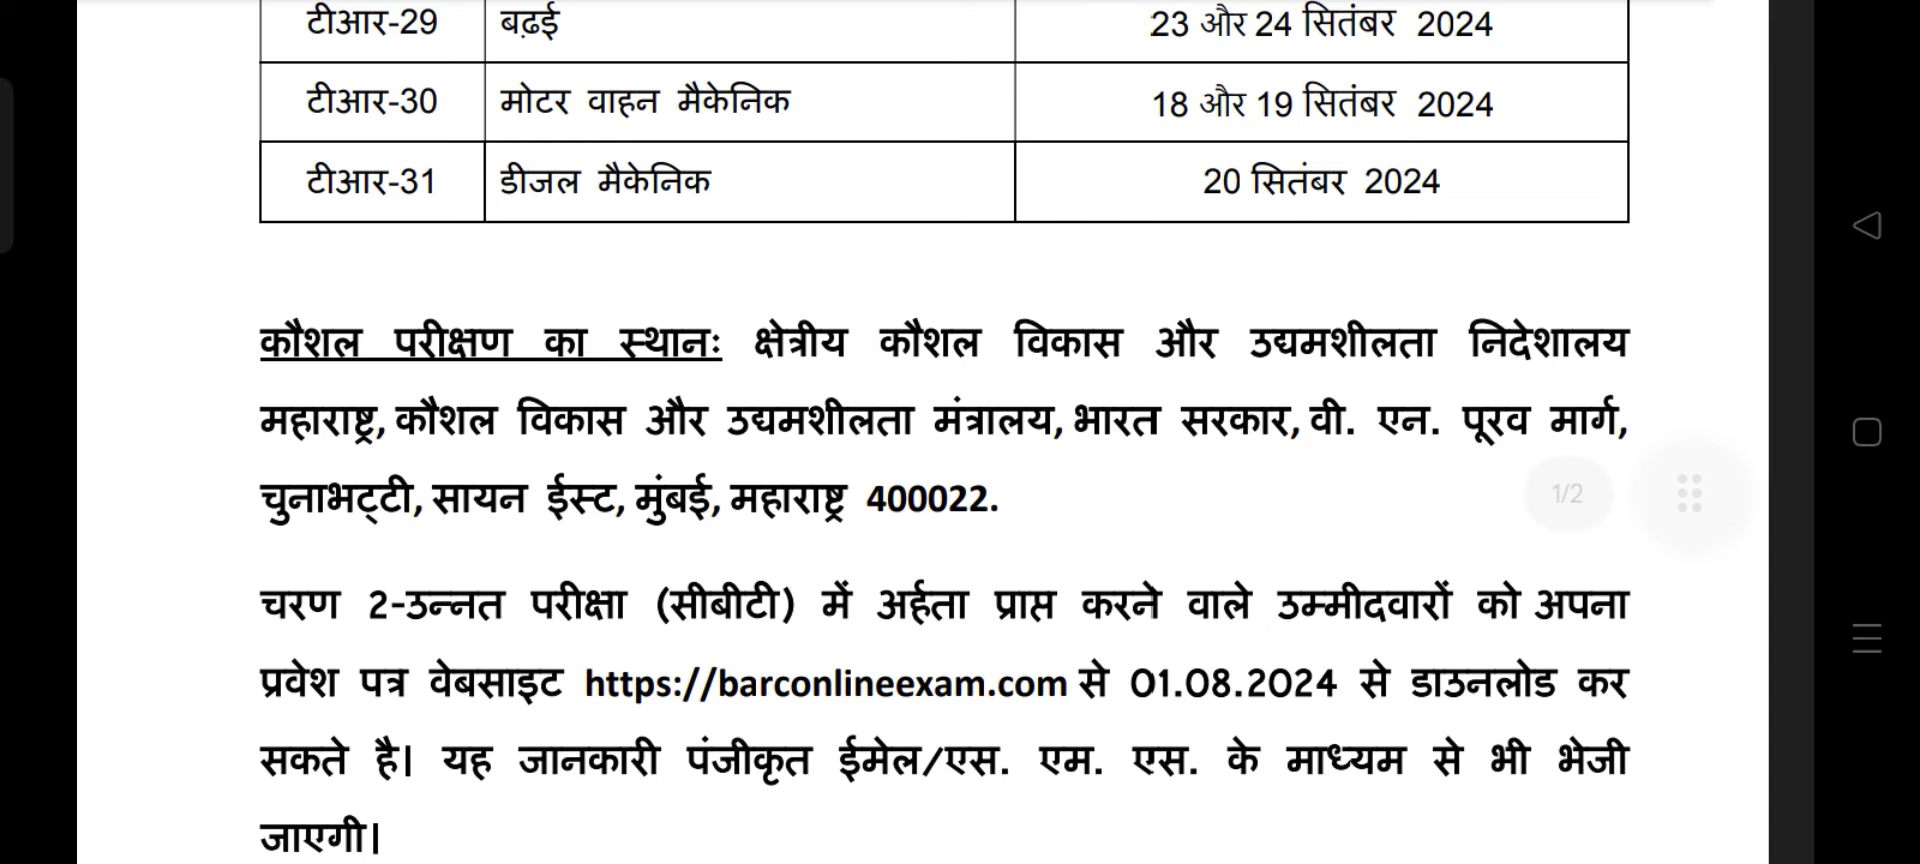 टीआर-29 बढ़ई 23 और 24 सितंबर 2024
टीआर-30 मोटर वाहन मैकेनिक 18 और 19 सितंबर 2024
टीआर-31 डीजल मैकेनिक 20 सितंबर 2024
कौशल परीक्षण का स्थानः क्षेत्रीय कौशल विकास और उद्यमशीलता निदेशालय
महाराष्ट्र, कौशल विकास और उद्यमशीलता मंत्रालय, भारत सरकार, वी. एन. पूरव मार्ग,
चुनाभट्टी, सायन ईस्ट, मुंबई, महाराष्ट्र 400022.
1/2
चरण 2-उन्नत परीक्षा (सीबीटी) में अर्हता प्राप्त करने वाले उम्मीदवारों को अपना
प्रवेश पत्र वेबसाइट https://barconlineexam.com से 01.08.2024 से डाउनलोड कर
सकते है। यह जानकारी पंजीकृत ईमेल/एस. एम. एस. के माध्यम से भी भेजी
जाएगी।